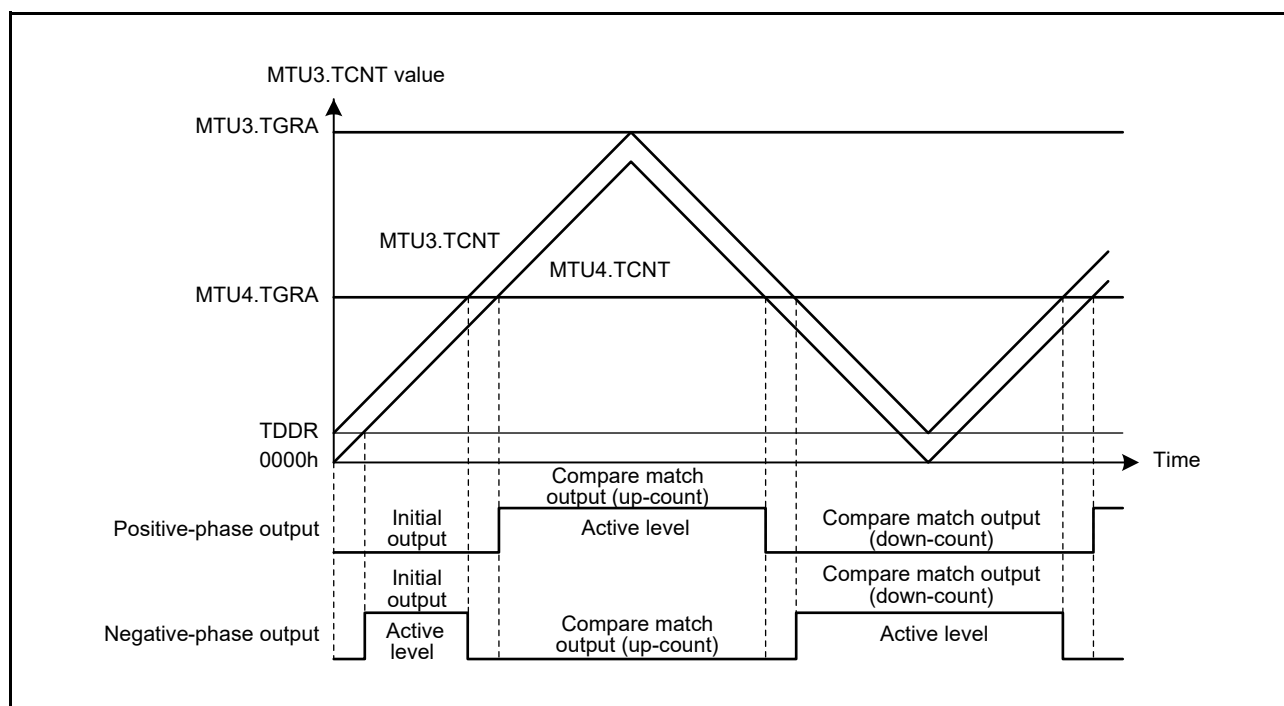 MTU3.TCNT value
MTU3.TGRA
MTU3.TCNT
MTU4.TCNT
MTU4.TGRA
TDDR
0000h
Time
Compare match
output (up-count)
Positive-phase output
Initial
output
Active level
Compare match output
(down-count)
Initial
output
Compare match output
(down-count)
Negative-phase output
Active
level
Compare match
output (up-count)
Active level